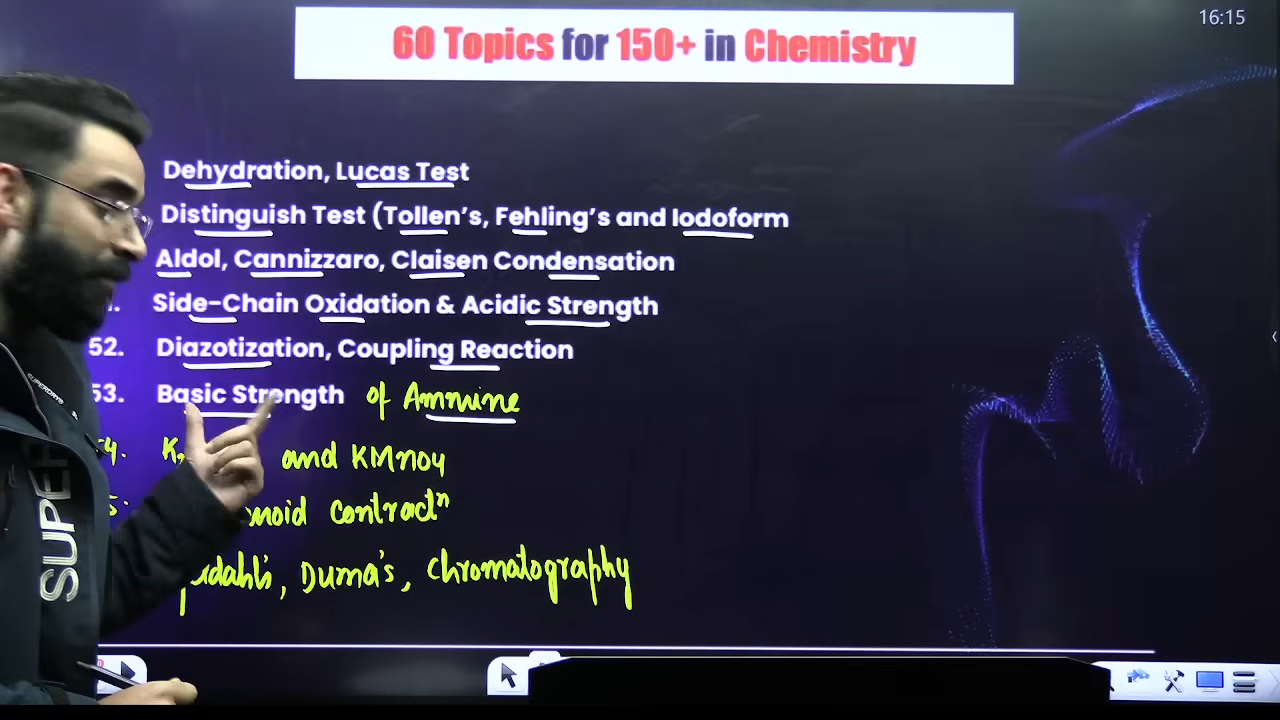 16:15
60 Topics for 150+ in Chemistry
Dehydration, Lucas Test
Distinguish Test (Tollen's, Fehling's and Iodoform
Aldol, Cannizzaro, Claisen Condensation
Side-Chain Oxidation & Acidic Strength
52. Diazotization, Coupling Reaction
53. Basic Strength of Ammine
and KMnO4
contractⁿ
Duma's, Chromatography
SUPER